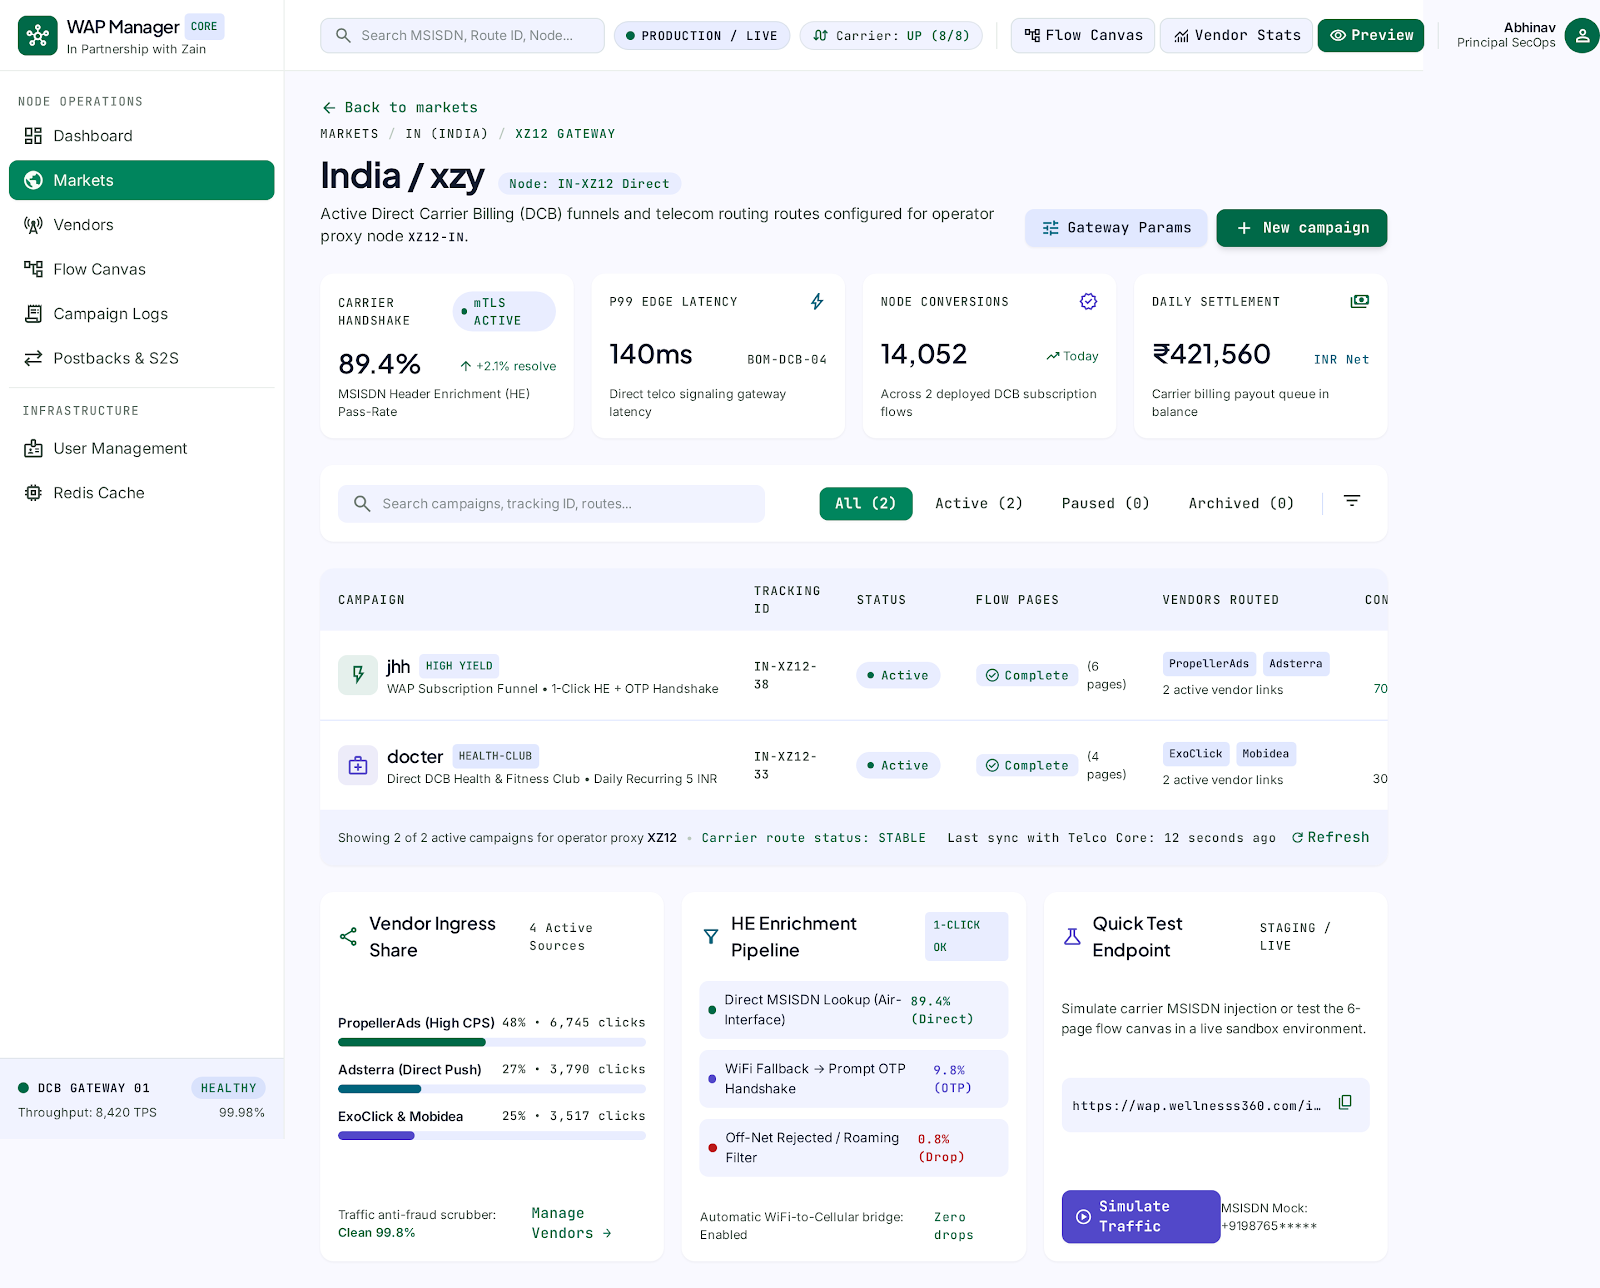 WAP Manager CORE
In Partnership with Zain
Search MSISDN, Route ID, Node...
PRODUCTION / LIVE
Carrier: UP (8/8)
Flow Canvas
Vendor Stats
Preview
Abhinav
Principal SecOps
NODE OPERATIONS
Dashboard
Markets
Vendors
Flow Canvas
Campaign Logs
Postbacks & S2S
INFRASTRUCTURE
User Management
Redis Cache
DCB GATEWAY 01 HEALTHY
Throughput: 8,420 TPS 99.98%
Back to markets
MARKETS / IN (INDIA) / XZ12 GATEWAY
India / xzy Node: IN-XZ12 Direct
Active Direct Carrier Billing (DCB) funnels and telecom routing routes configured for operator
proxy node XZ12-IN.
Gateway Params
New campaign
CARRIER
HANDSHAKE
mTLS
ACTIVE
89.4% +2.1% resolve
MSISDN Header Enrichment (HE)
Pass-Rate
P99 EDGE LATENCY
140ms BOM-DCB-04
Direct telco signaling gateway
latency
NODE CONVERSIONS
14,052 Today
Across 2 deployed DCB subscription
flows
DAILY SETTLEMENT
₹421,560 INR Net
Carrier billing payout queue in
balance
Search campaigns, tracking ID, routes...
All (2) Active (2) Paused (0) Archived (0)
CAMPAIGN
TRACKING
ID
STATUS FLOW PAGES VENDORS ROUTED CON
jhh HIGH YIELD
WAP Subscription Funnel • 1-Click HE + OTP Handshake
IN-XZ12-
38
Active
Complete
(6
pages)
PropellerAds Adsterra
2 active vendor links
70
docter HEALTH-CLUB
Direct DCB Health & Fitness Club • Daily Recurring 5 INR
IN-XZ12-
33
Active
Complete
(4
pages)
ExoClick Mobidea
2 active vendor links
30
Showing 2 of 2 active campaigns for operator proxy XZ12 • Carrier route status: STABLE Last sync with Telco Core: 12 seconds ago Refresh
Vendor Ingress
Share
4 Active
Sources
PropellerAds (High CPS) 48% • 6,745 clicks
Adsterra (Direct Push) 27% • 3,790 clicks
ExoClick & Mobidea 25% • 3,517 clicks
Traffic anti-fraud scrubber:
Clean 99.8%
Manage
Vendors →
HE Enrichment
Pipeline
1-CLICK
OK
Direct MSISDN Lookup (Air-
Interface)
89.4%
(Direct)
WiFi Fallback → Prompt OTP
Handshake
9.8%
(OTP)
Off-Net Rejected / Roaming
Filter
0.8%
(Drop)
Automatic WiFi-to-Cellular bridge:
Enabled
Zero
drops
Quick Test
Endpoint
STAGING /
LIVE
Simulate carrier MSISDN injection or test the 6-
page flow canvas in a live sandbox environment.
https://wap.wellnesss360.com/i…
Simulate
Traffic
MSISDN Mock:
+9198765*****